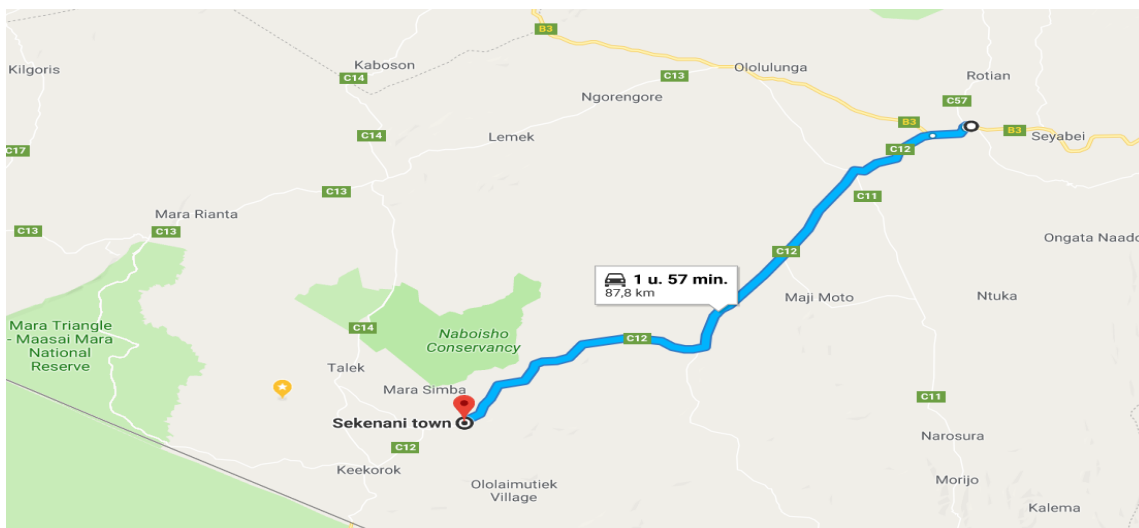 B3
Kilgoris
Kaboson
C14
C13
Ololulunga
Rotian
Ngorengore
C57
C14
Lemek
B3
B3
Seyabei
C17
C12
C13
C11
Mara Rianta
C13
C13
Ongata Naado
C12
1 u. 57 min.
87,8 km
Maji Moto
Ntuka
Mara Triangle
- Maasai Mara
National
Reserve
C14
Naboisho
Conservancy
C12
Talek
Mara Simba
C11
Sekenani town
C12
Narosura
Keekorok
Ololaimutiek
Village
Morijo
Kalema